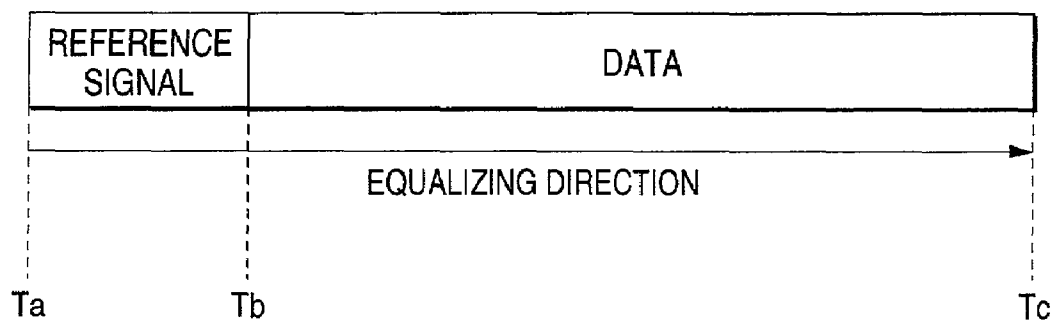 REFERENCE
SIGNAL
DATA
EQUALIZING DIRECTION
Ta
Tb
Tc